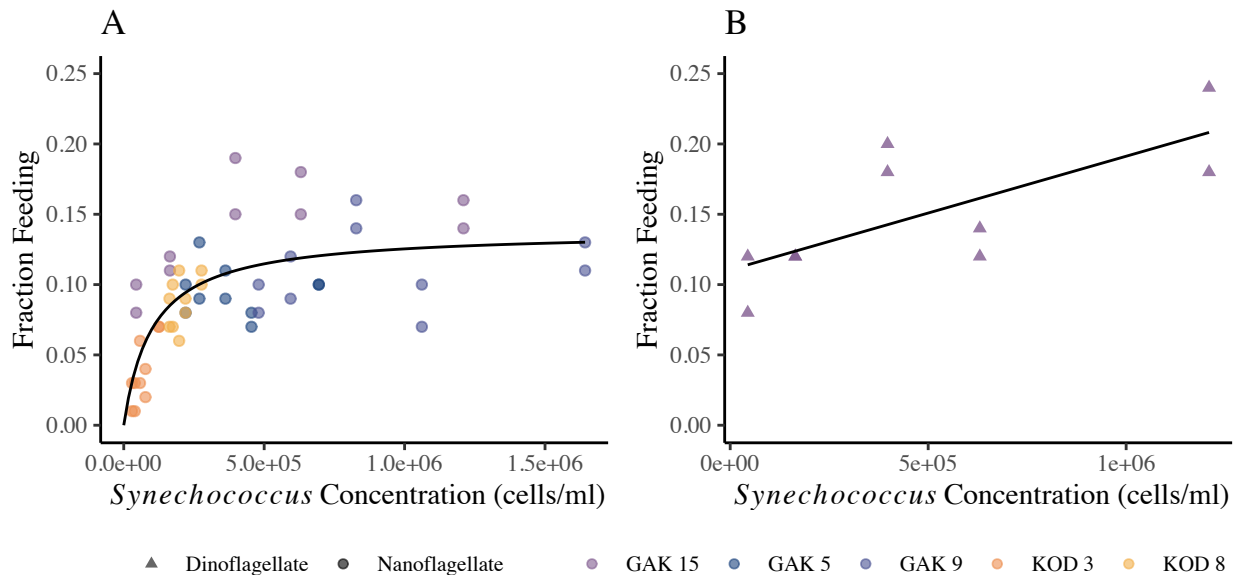 A
B
Fraction Feeding
0.25
0.20
0.15
0.10
0.05
0.00
0.0e+00 5.0e+05 1.0e+06 1.5e+06
Synechococcus Concentration (cells/ml)
Fraction Feeding
0.25
0.20
0.15
0.10
0.05
0.00
0e+00 5e+05 1e+06
Synechococcus Concentration (cells/ml)
Dinoflagellate Nanoflagellate GAK 15 GAK 5 GAK 9 KOD 3 KOD 8